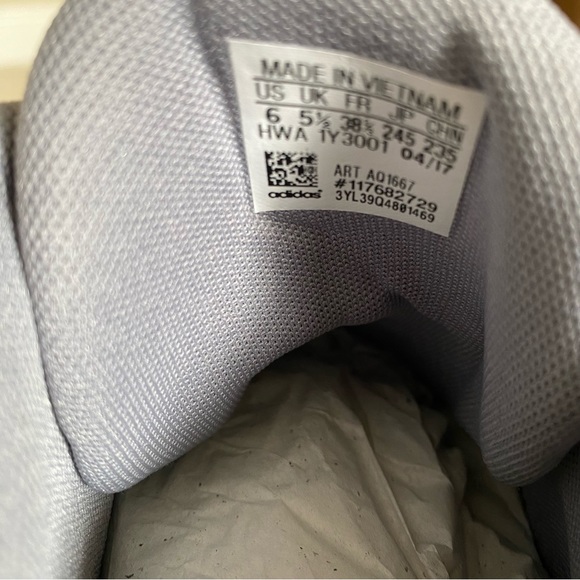 MADE IN VIETNAM
US UK FR JP CHN
6 5½ 38⅔ 245 235
HWA 1Y3001 04/17
ART AQ1667
#117682729
adidas 3YL39Q4801469